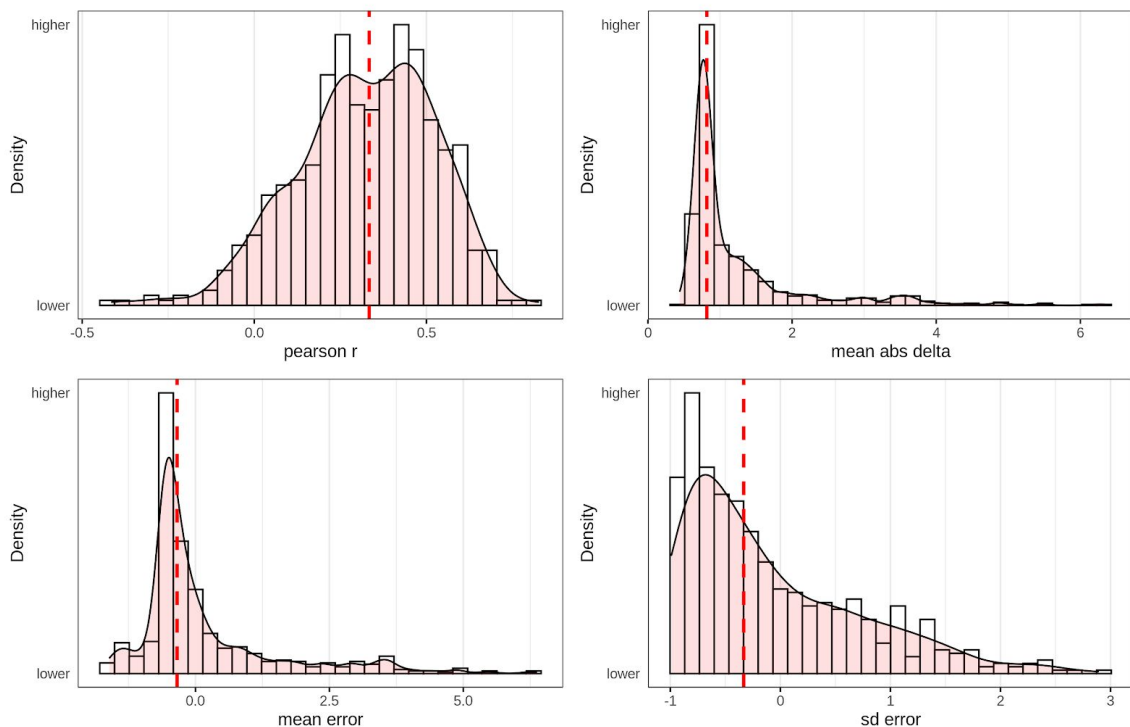 higher
Density
lower
-0.5
0.0
0.5
pearson r
higher
Density
lower
0
2
4
6
mean abs delta
higher
Density
lower
0.0
2.5
5.0
mean error
higher
Density
lower
-1
0
1
2
3
sd error